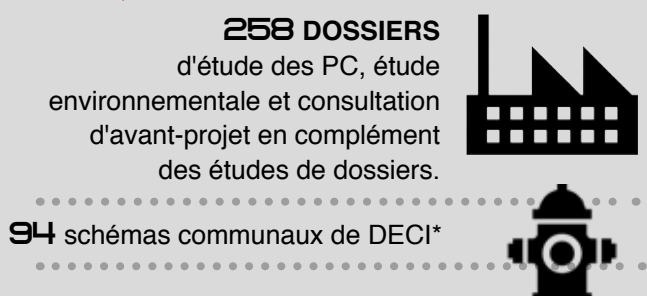 258 DOSSIERS
d'étude des PC, étude
environnementale et consultation
d'avant-projet en complément
des études de dossiers.
94 schémas communaux de DECI*